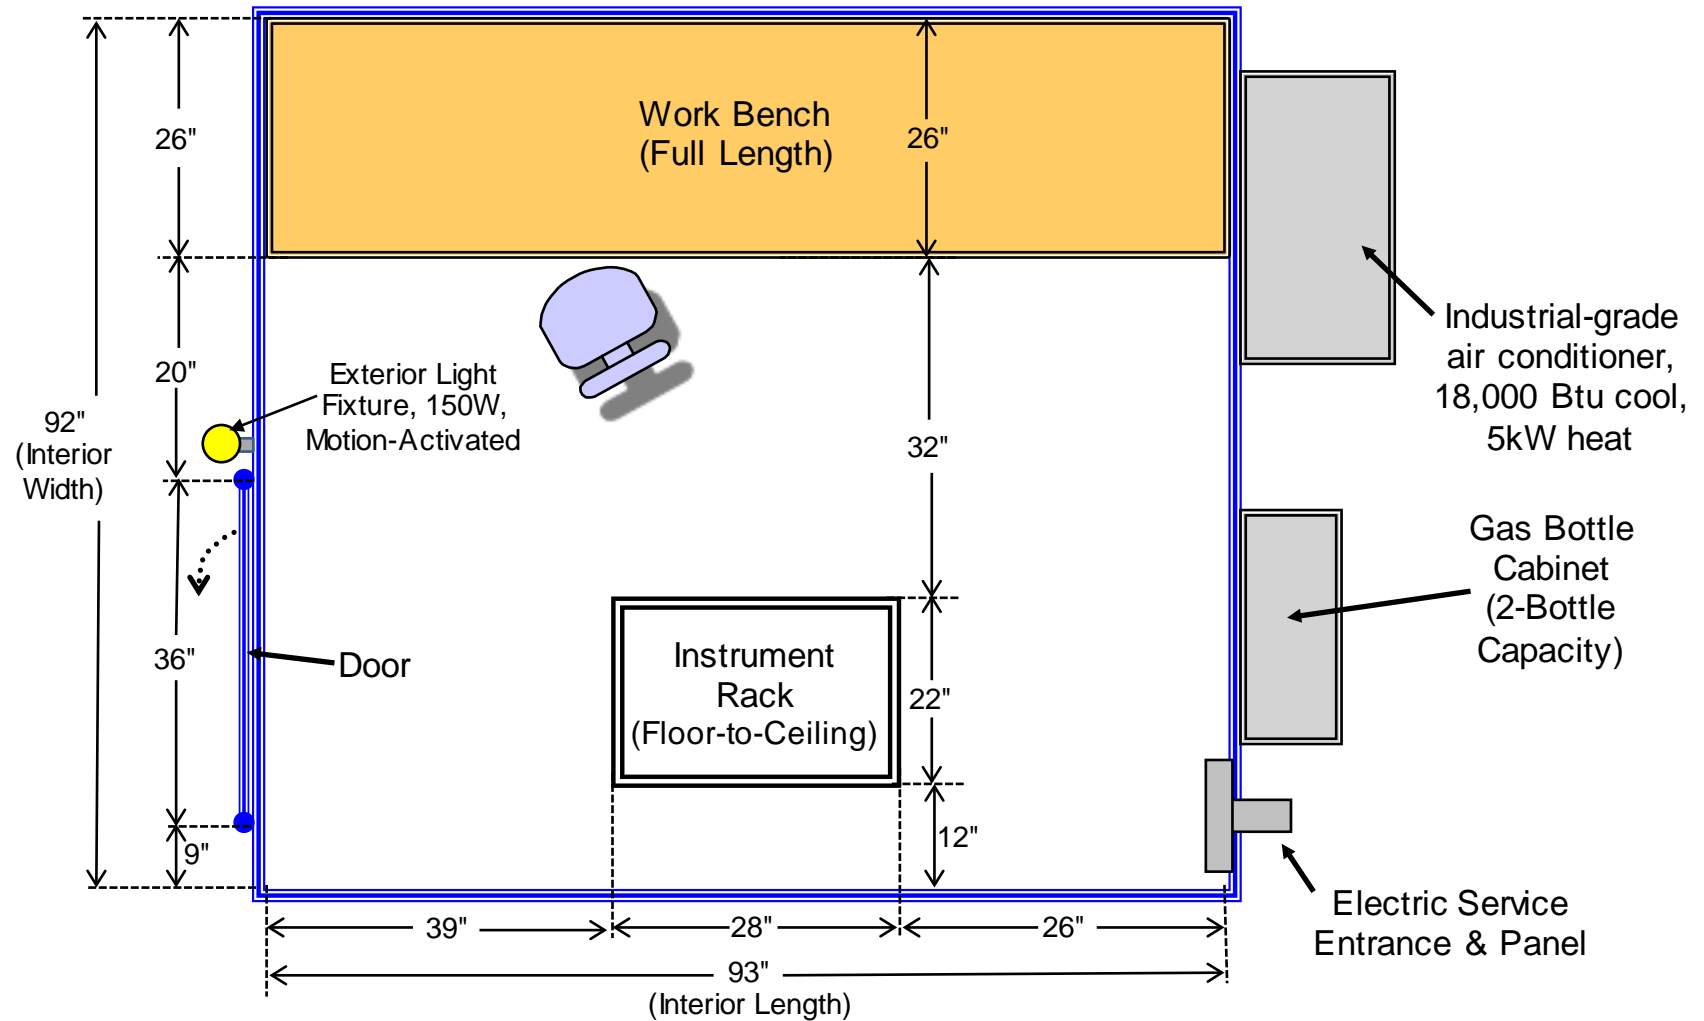 Work Bench
(Full Length)
26"
26"
Exterior Light
Fixture, 150W,
Motion-Activated
20"
92"
(Interior
Width)
32"
Industrial-grade
air conditioner,
18,000 Btu cool,
5kW heat
Gas Bottle
Cabinet
(2-Bottle
Capacity)
36"
Door
Instrument
Rack
(Floor-to-Ceiling)
22"
9"
12"
Electric Service
Entrance & Panel
39"
28"
26"
93"
(Interior Length)